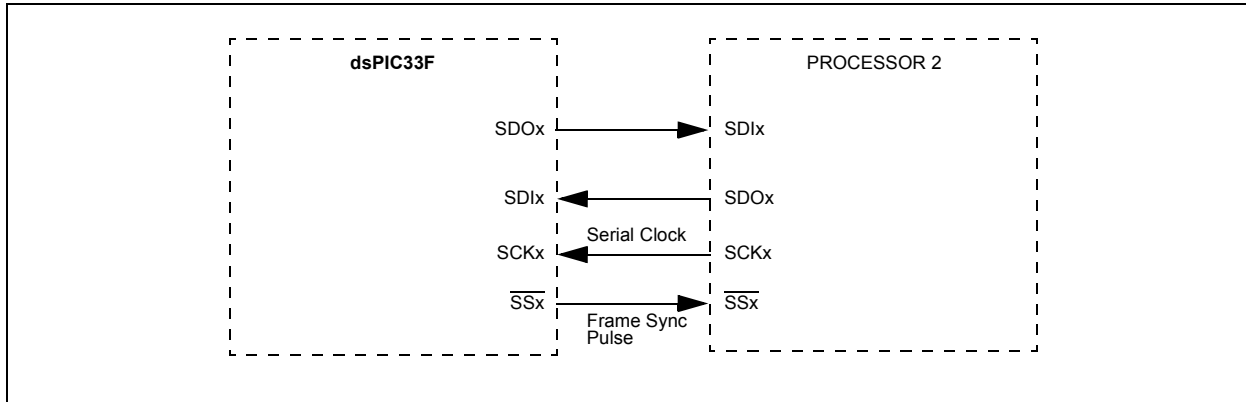 dsPIC33F
PROCESSOR 2
SDOx
SDIx
SDIx
SDOx
Serial Clock
SCKx
SCKx
SSx
SSx
Frame Sync
Pulse